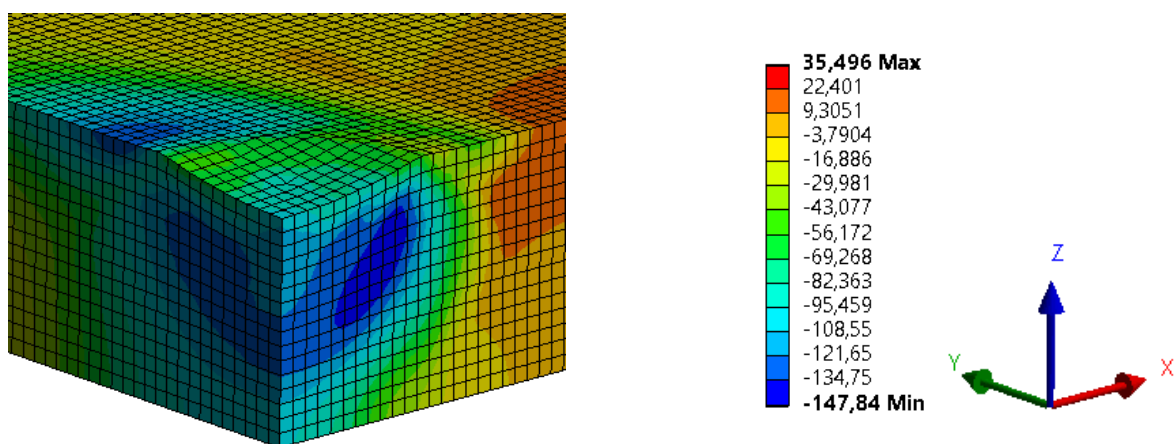 35,496 Max
22,401
9,3051
-3,7904
-16,886
-29,981
-43,077
-56,172
-69,268
-82,363
-95,459
-108,55
-121,65
-134,75
-147,84 Min
Z
Y
X